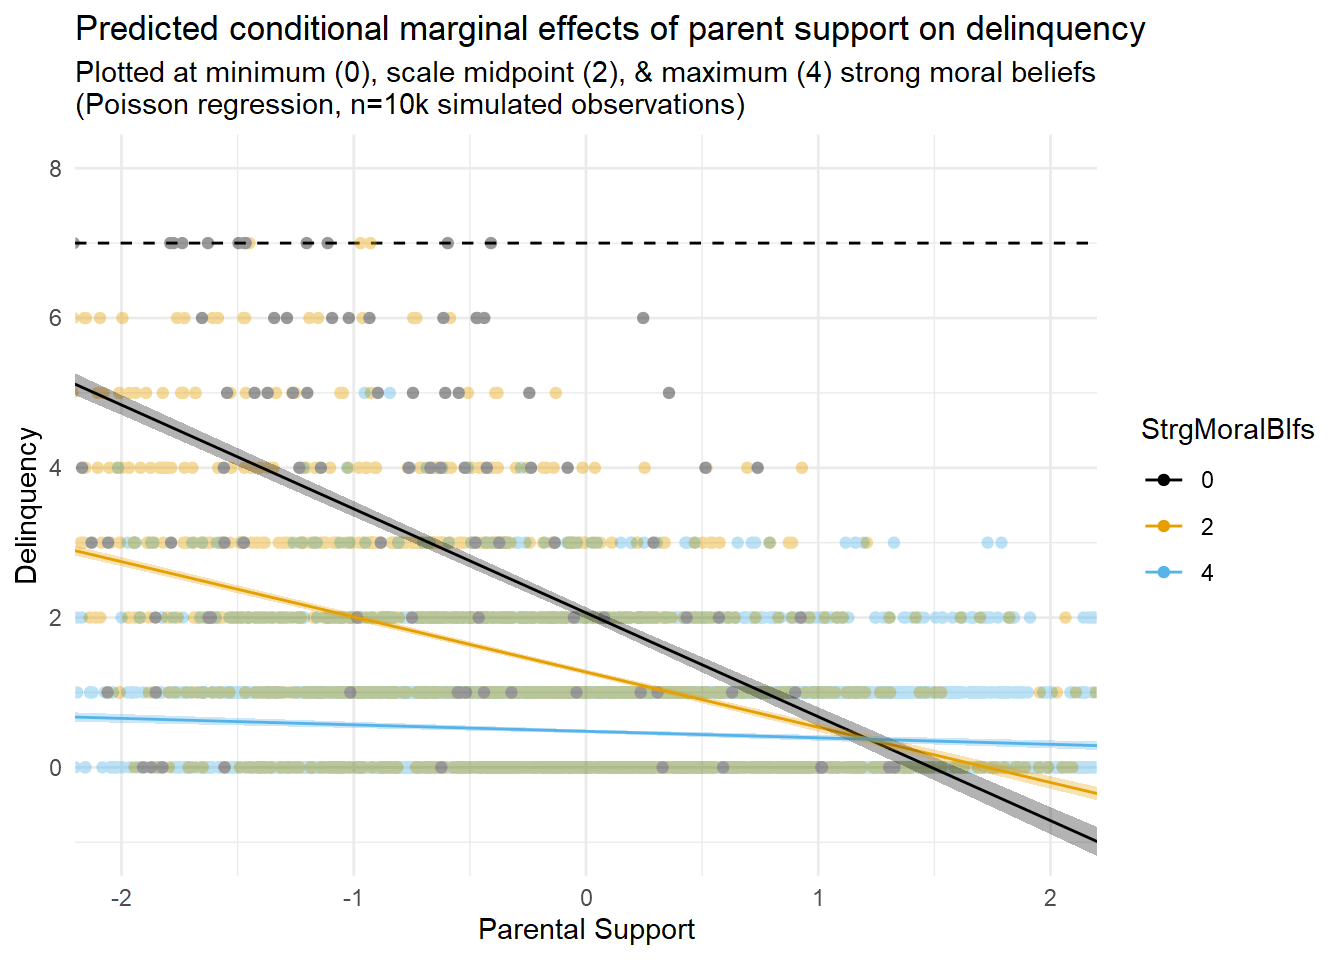 Predicted conditional marginal effects of parent support on delinquency
Plotted at minimum (0), scale midpoint (2), & maximum (4) strong moral beliefs
(Poisson regression, n=10k simulated observations)
8
6
4
2
0
Delinquency
-2
-1
0
1
2
Parental Support
StrgMoralBlfs
0
2
4